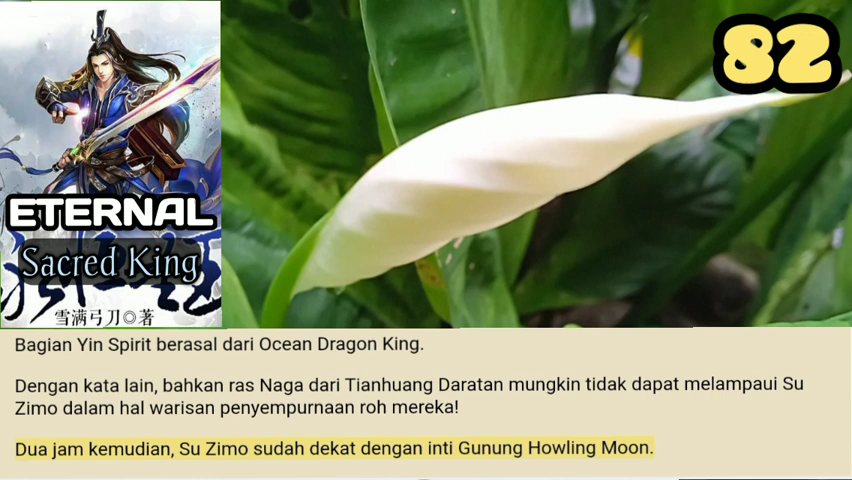 82
ETERNAL
Sacred King
雪满弓刀◎著
Bagian Yin Spirit berasal dari Ocean Dragon King.
Dengan kata lain, bahkan ras Naga dari Tianhuang Daratan mungkin tidak dapat melampaui Su
Zimo dalam hal warisan penyempurnaan roh mereka!
Dua jam kemudian, Su Zimo sudah dekat dengan inti Gunung Howling Moon.